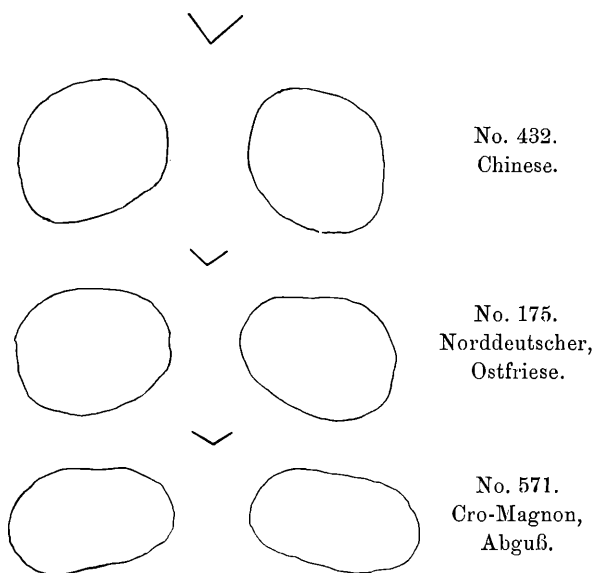 No. 432.
Chinese.
No. 175.
Norddeutscher,
Ostfriese.
No. 571.
Cro-Magnon,
Abguß.